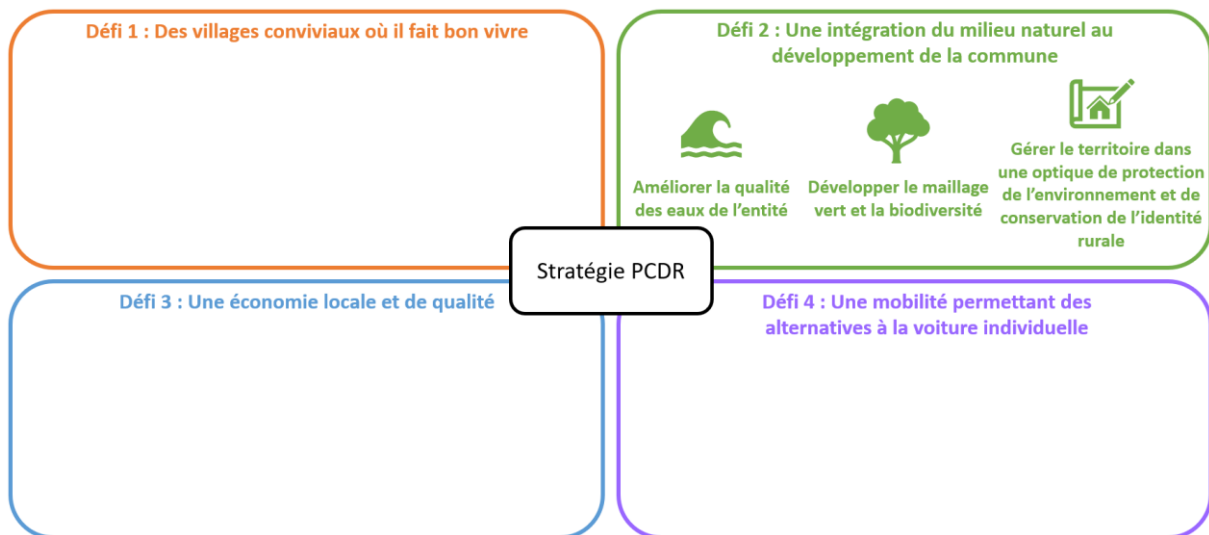 Défi 1 : Des villages conviviaux où il fait bon vivre
Défi 2 : Une intégration du milieu naturel au
développement de la commune
Améliorer la qualité
des eaux de l’entité
Développer le maillage
vert et la biodiversité
Gérer le territoire dans
une optique de protection
de l’environnement et de
conservation de l’identité
rurale
Stratégie PCDR
Défi 3 : Une économie locale et de qualité
Défi 4 : Une mobilité permettant des
alternatives à la voiture individuelle